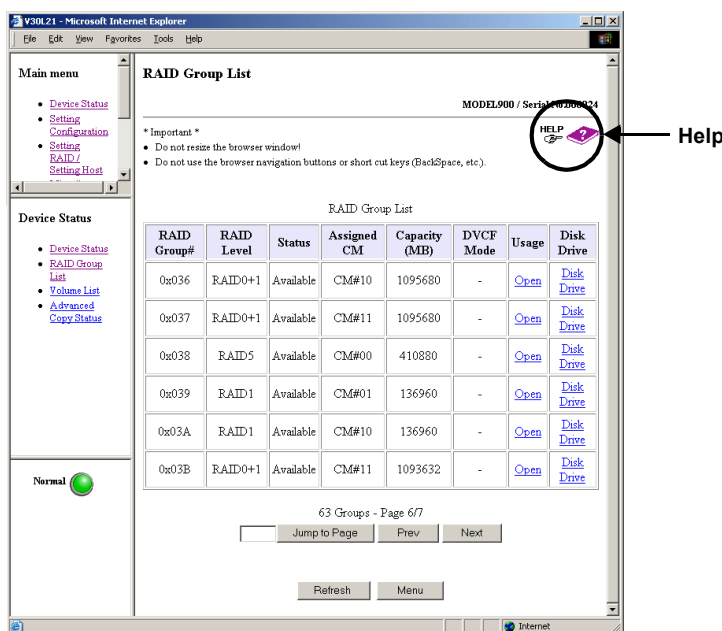 V30L21 - Microsoft Internet Explorer
File Edit View Favorites Tools Help
Main menu
Device Status
Setting
Configuration
Setting
RAID /
Setting Host
RAID Group List
MODEL900 / Serial No.000024
* Important *
Do not resize the browser window!
Do not use the browser navigation buttons or short cut keys (BackSpace, etc.).
HELP
Help
Device Status
Device Status
RAID Group
List
Volume List
Advanced
Copy Status
Normal
RAID Group List
RAID Group# RAID Level Status Assigned CM Capacity (MB) DVCF Mode Usage Disk Drive
0x036 RAID0+1 Available CM#10 1095680 - Open Disk Drive
0x037 RAID0+1 Available CM#11 1095680 - Open Disk Drive
0x038 RAID5 Available CM#00 410880 - Open Disk Drive
0x039 RAID1 Available CM#01 136960 - Open Disk Drive
0x03A RAID1 Available CM#10 136960 - Open Disk Drive
0x03B RAID0+1 Available CM#11 1093632 - Open Disk Drive
63 Groups - Page 6/7
Jump to Page Prev Next
Refresh Menu
Internet